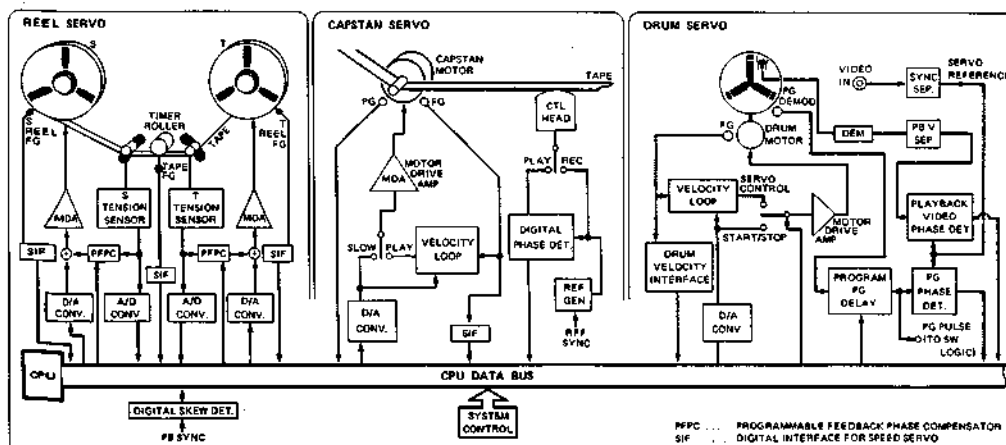 REEL SERVO
S
T
S
REEL
FG
TIMER
ROLLER
TAPE
TAPE
FG
T
REEL
FG
MDA
S
TENSION
SENSOR
T
TENSION
SENSOR
MDA
SIF
PFPC
SIF
PFPC
SIF
D/A
CONV.
A/D
CONV.
A/D
CONV.
D/A
CONV.
CAPSTAN SERVO
CAPSTAN
MOTOR
TAPE
PG
FG
CTL
HEAD
MDA
MOTOR
DRIVE
AMP
PLAY
REC
SLOW
PLAY
VELOCITY
LOOP
DIGITAL
PHASE DET.
D/A
CONV.
SIF
REF
GEN
REF
SYNC
DRUM SERVO
VIDEO
IN
SYNC
SEP.
SERVO
REFERENCE
PG
DEMOD
FG
DRUM
MOTOR
DEM
PB V
SEP
VELOCITY
LOOP
SERVO
CONTROL
START/STOP
MOTOR
DRIVE
AMP
PLAYBACK
VIDEO
PHASE DET
DRUM
VELOCITY
INTERFACE
PROGRAM
PG
DELAY
PG
PHASE
DET.
D/A
CONV
PG PULSE
(TO SW
LOGIC)
CPU
CPU DATA BUS
DIGITAL SKEW DET.
PB SYNC
SYSTEM
CONTROL
PFPC ... PROGRAMMABLE FEEDBACK PHASE COMPENSATOR
SIF ... DIGITAL INTERFACE FOR SPEED SERVO